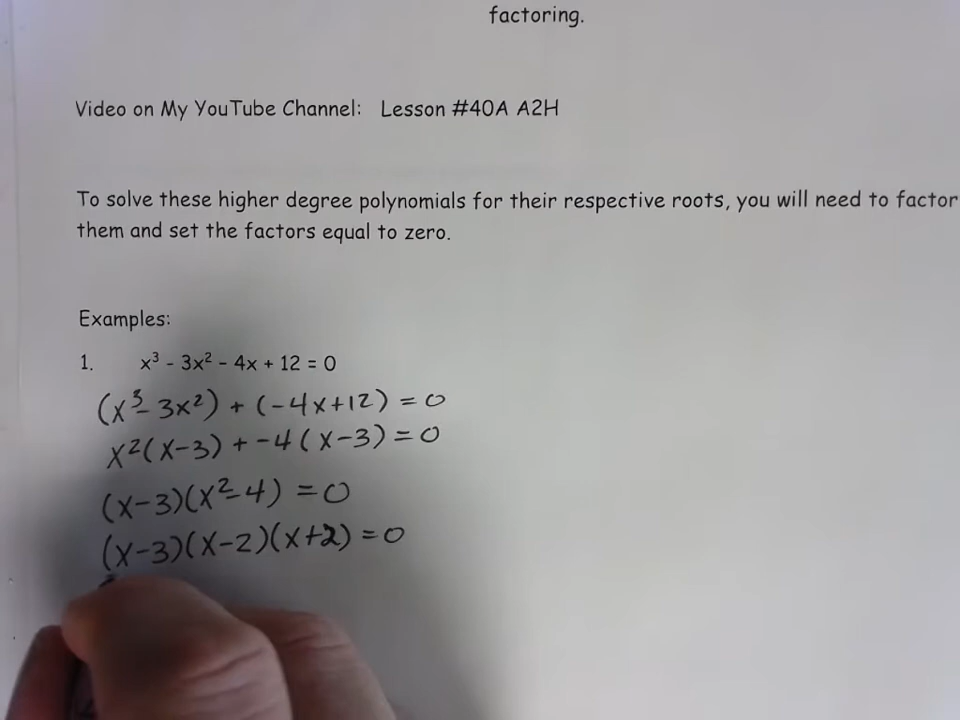 factoring.
Video on My YouTube Channel: Lesson #40A A2H
To solve these higher degree polynomials for their respective roots, you will need to factor
them and set the factors equal to zero.
Examples:
1. x³ - 3x² - 4x + 12 = 0
(x³ - 3x²) + (-4x+12) = 0
x²(x-3) + -4(x-3) = 0
(x-3)(x²-4) = 0
(x-3)(x-2)(x+2) = 0